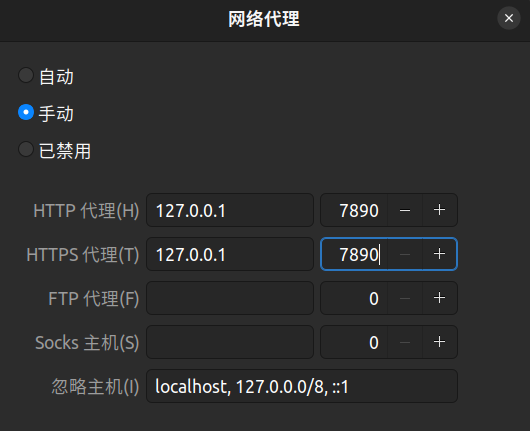 网络代理
自动
手动
已禁用
HTTP 代理(H) 127.0.0.1 7890
HTTPS 代理(T) 127.0.0.1 7890
FTP 代理(F) 0
Socks 主机(S) 0
忽略主机(I) localhost, 127.0.0.0/8, ::1